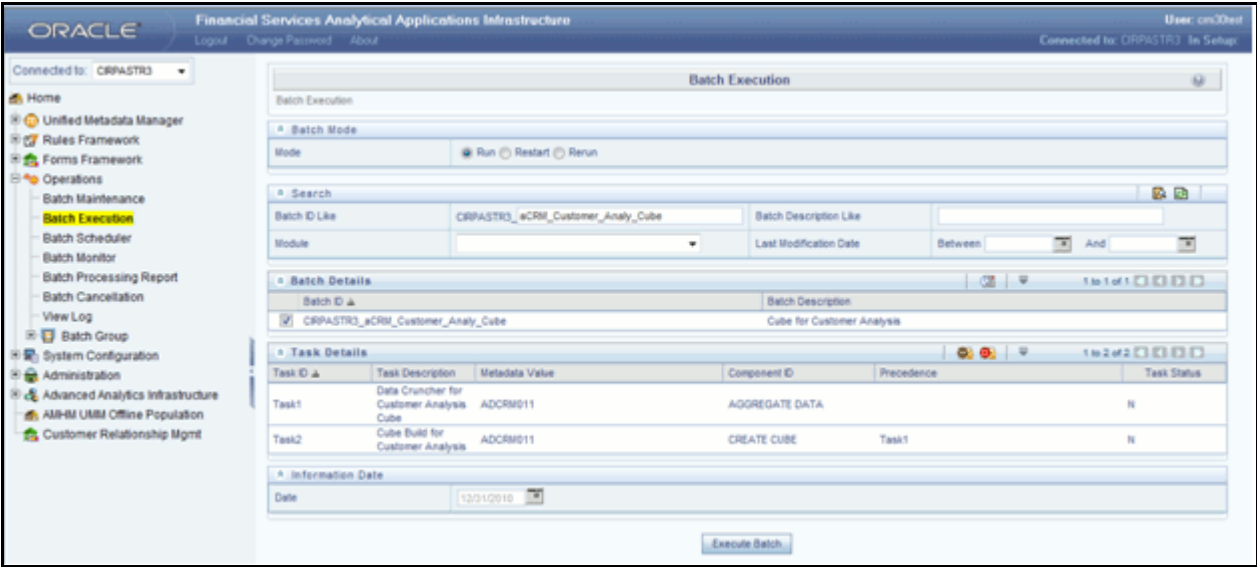 ORACLE
Financial Services Analytical Applications Infrastructure
User: crm30test
Logout Change Password About
Connected to: CIRPASTR3 In Setup:
Connected to: CIRPASTR3
Home
Unified Metadata Manager
Rules Framework
Forms Framework
Operations
Batch Maintenance
Batch Execution
Batch Scheduler
Batch Monitor
Batch Processing Report
Batch Cancellation
View Log
Batch Group
System Configuration
Administration
Advanced Analytics Infrastructure
AMHM UMM Offline Population
Customer Relationship Mgmt
Batch Execution
Batch Execution
Batch Mode
Mode Run Restart Rerun
Search
Batch ID Like CIRPASTR3_ aCRM_Customer_Analy_Cube Batch Description Like
Module Last Modification Date Between And
Batch Details 1 to 1 of 1
Batch ID Batch Description
CIRPASTR3_aCRM_Customer_Analy_Cube Cube for Customer Analysis
Task Details 1 to 2 of 2
Task ID Task Description Metadata Value Component ID Precedence Task Status
Task1 Data Cruncher for Customer Analysis Cube ADCRM011 AGGREGATE DATA N
Task2 Cube Build for Customer Analysis ADCRM011 CREATE CUBE Task1 N
Information Date
Date 12/31/2010
Execute Batch